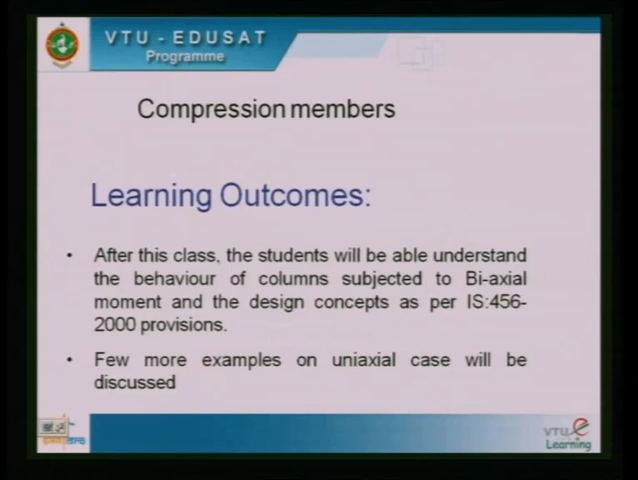 VTU - EDUSAT
Programme
Compression members
Learning Outcomes:
• After this class, the students will be able understand
the behaviour of columns subjected to Bi-axial
moment and the design concepts as per IS:456-
2000 provisions.
• Few more examples on uniaxial case will be
discussed
VTU e
Learning